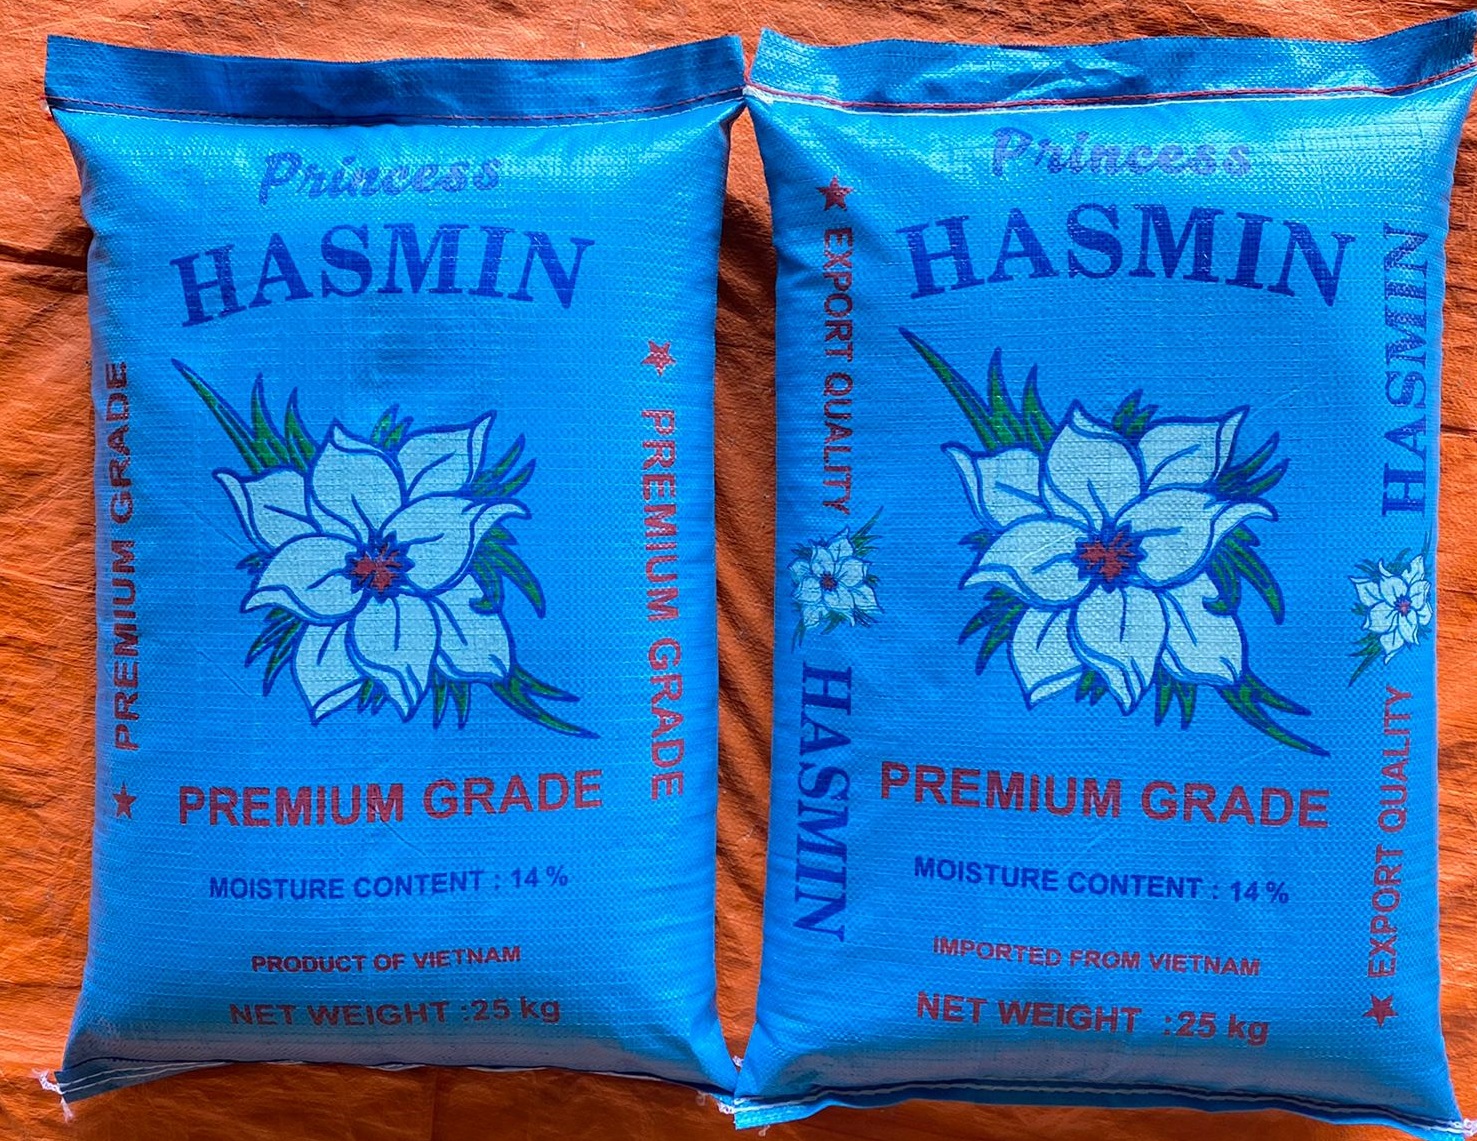 Princess
HASMIN
PREMIUM GRADE
PREMIUM GRADE
PREMIUM GRADE
MOISTURE CONTENT : 14 %
PRODUCT OF VIETNAM
NET WEIGHT :25 kg
Princess
HASMIN
EXPORT QUALITY
HASMIN
HASMIN
EXPORT QUALITY
PREMIUM GRADE
MOISTURE CONTENT : 14 %
IMPORTED FROM VIETNAM
NET WEIGHT :25 kg